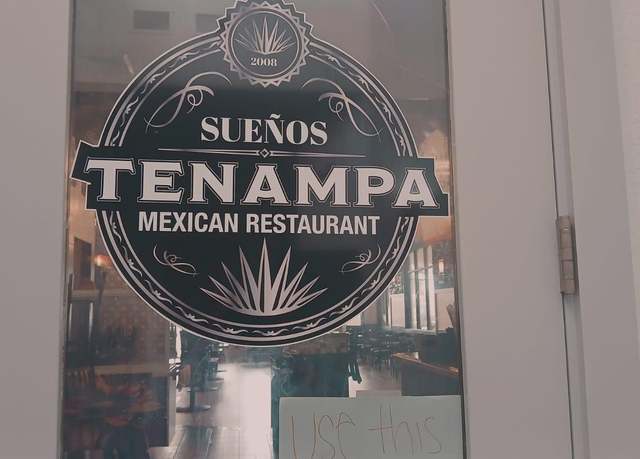 2008
SUEÑOS
TENAMPA
MEXICAN RESTAURANT
Use this